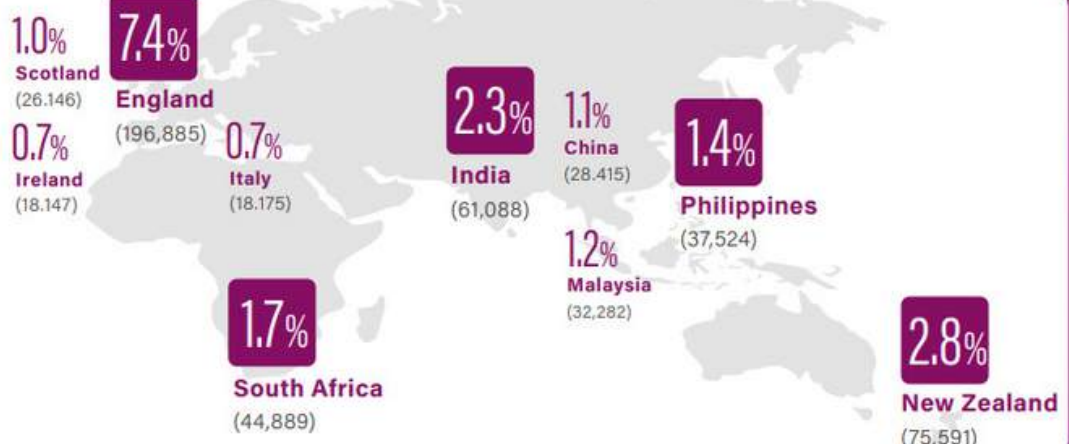 1.0%
Scotland
(26.146)
7.4%
England
(196,885)
0.7%
Ireland
(18.147)
0.7%
Italy
(18.175)
2.3%
India
(61,088)
1.1%
China
(28.415)
1.4%
Philippines
(37,524)
1.2%
Malaysia
(32,282)
1.7%
South Africa
(44,889)
2.8%
New Zealand
(75,591)